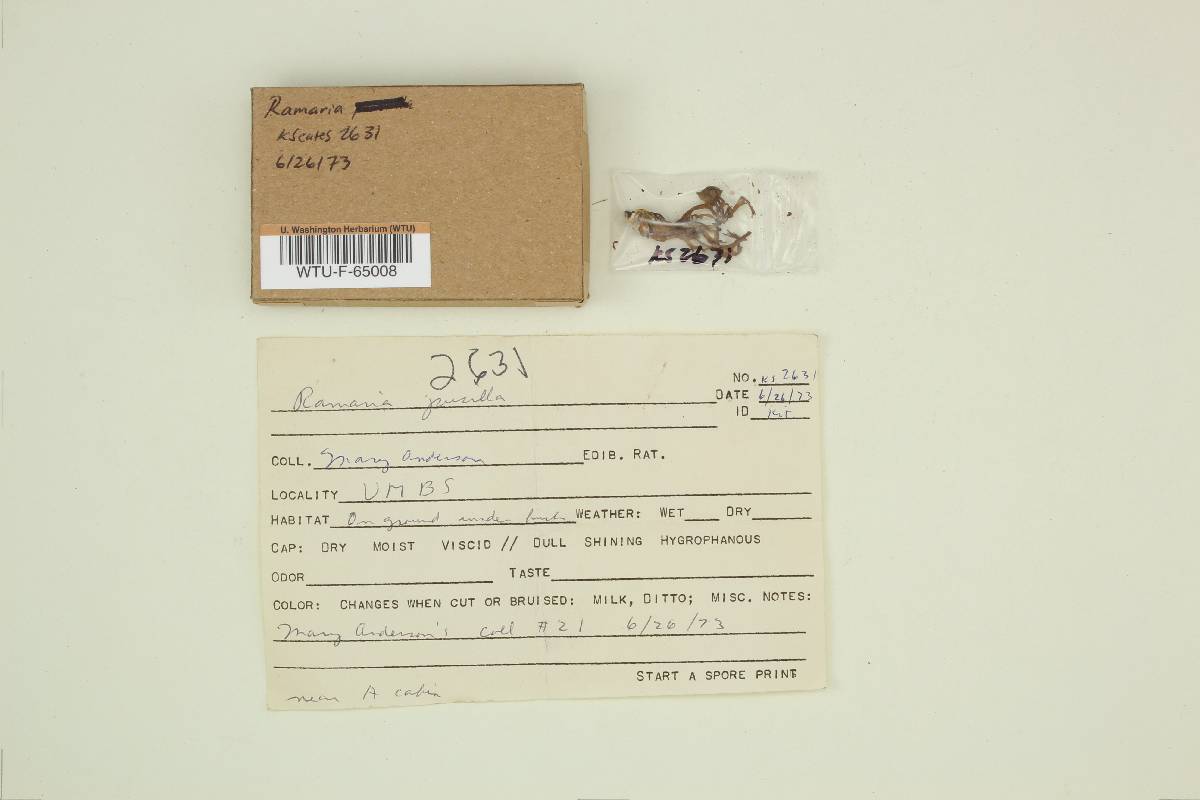 Ramaria
KScates 2631
6/26/73
U. Washington Herbarium (WTU)
WTU-F-65008
KS 2631
2631
NO. KS 2631
Ramaria pusilla
DATE 6/26/73
ID Kit
COLL. Mary Anderson EDIB. RAT.
LOCALITY UMBS
HABITAT On ground under WEATHER: WET DRY
CAP: DRY MOIST VISCID // DULL SHINING HYGROPHANOUS
ODOR TASTE
COLOR: CHANGES WHEN CUT OR BRUISED: MILK, DITTO; MISC. NOTES:
Mary Anderson's coll #21 6/26/73
START A SPORE PRINT
near A cabin